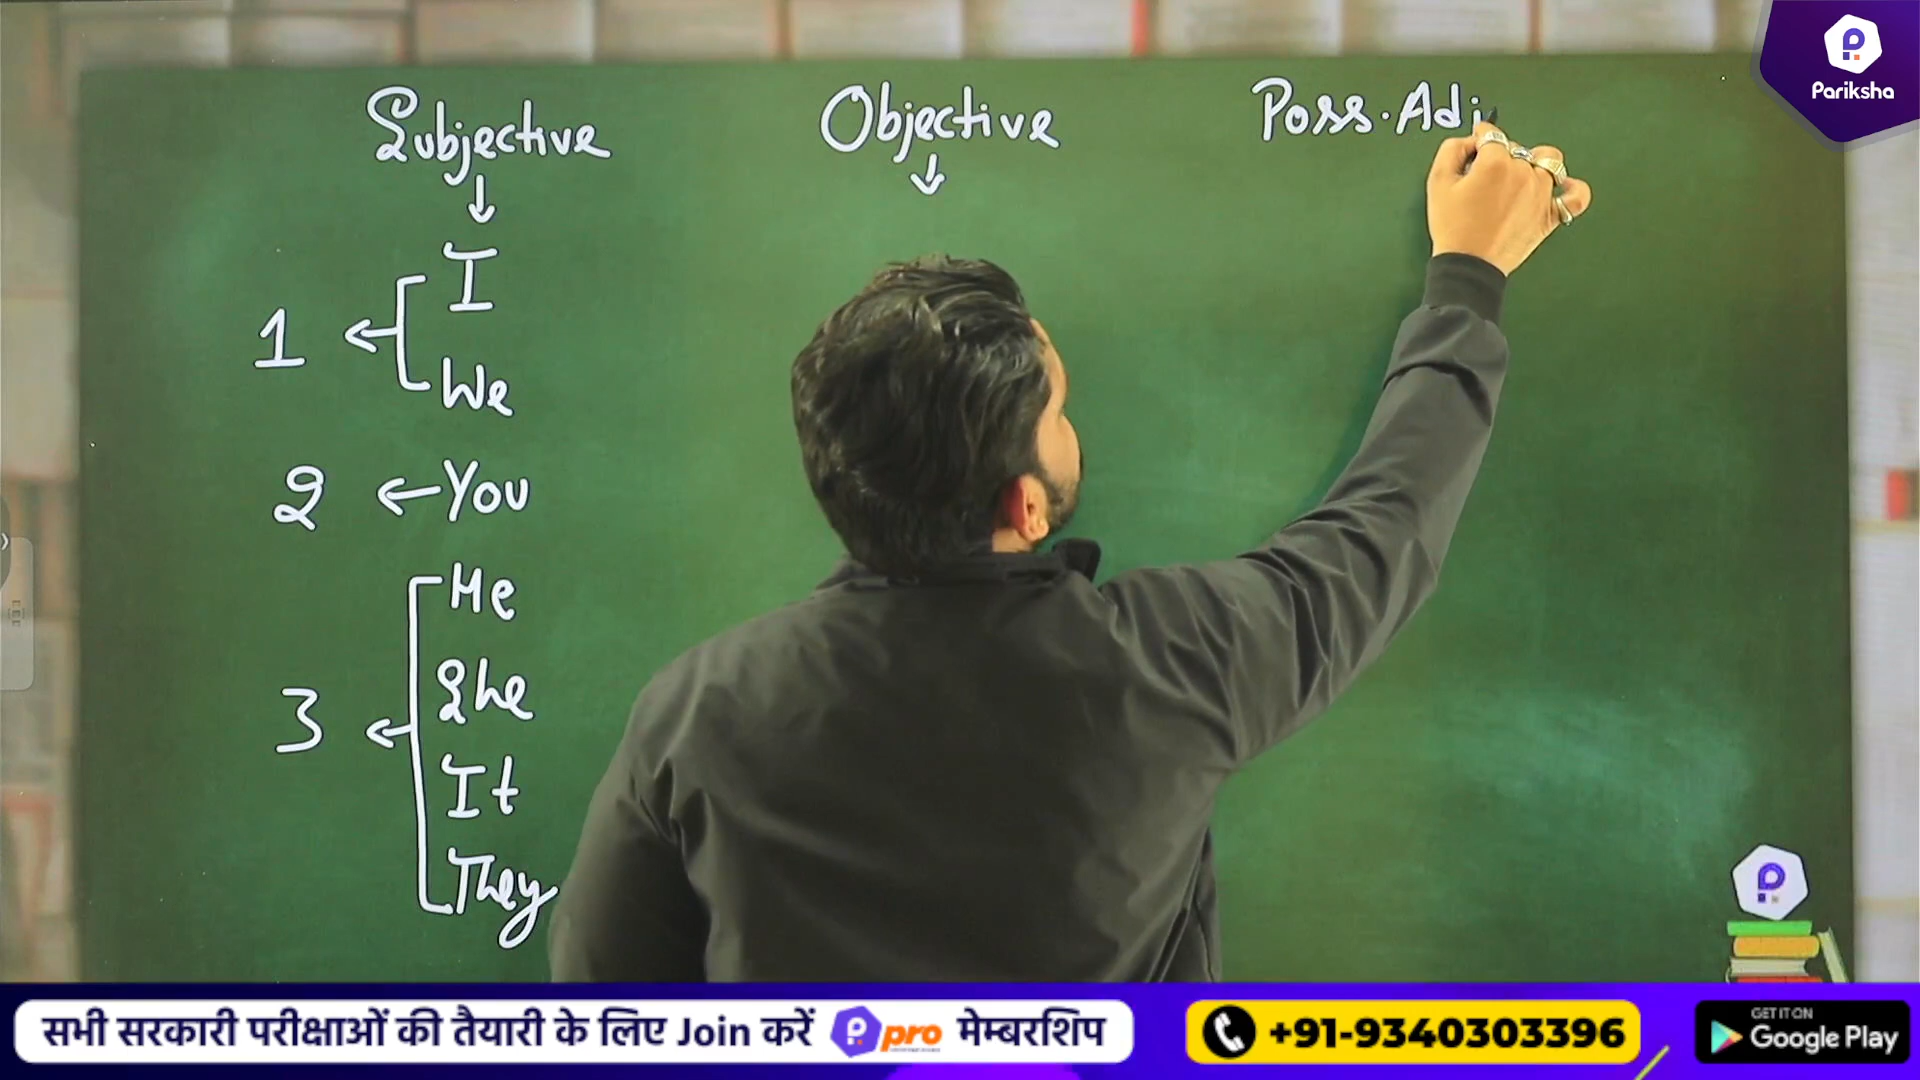 Subjective Objective Poss. Adj
I
1 We
2 You
He
She
3 It
They
Pariksha
सभी सरकारी परीक्षाओं की तैयारी के लिए Join करें pro मेम्बरशिप
+91-9340303396
GET IT ON
Google Play